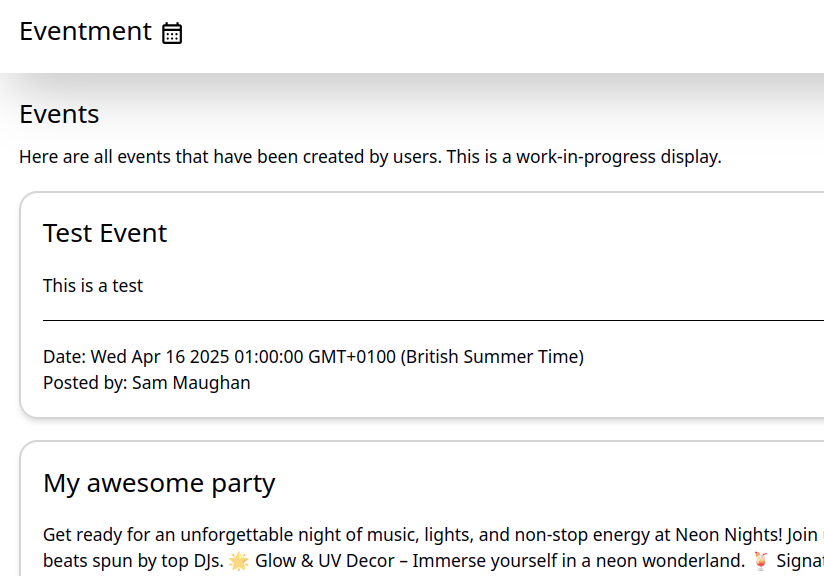 Eventment
Events
Here are all events that have been created by users. This is a work-in-progress display.
Test Event
This is a test
Date: Wed Apr 16 2025 01:00:00 GMT+0100 (British Summer Time)
Posted by: Sam Maughan
My awesome party
Get ready for an unforgettable night of music, lights, and non-stop energy at Neon Nights! Join
beats spun by top DJs. 🌟 Glow & UV Decor – Immerse yourself in a neon wonderland. 🍹